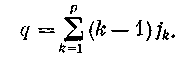 q = \sum_{k=1}^{p} (k − 1) j_k.